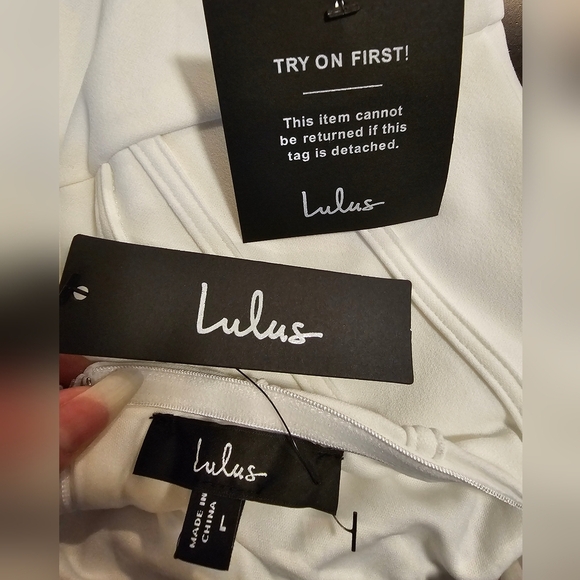 TRY ON FIRST!
This item cannot
be returned if this
tag is detached.
Lulus
Lulus
Lulus
MADE IN
CHINA
L